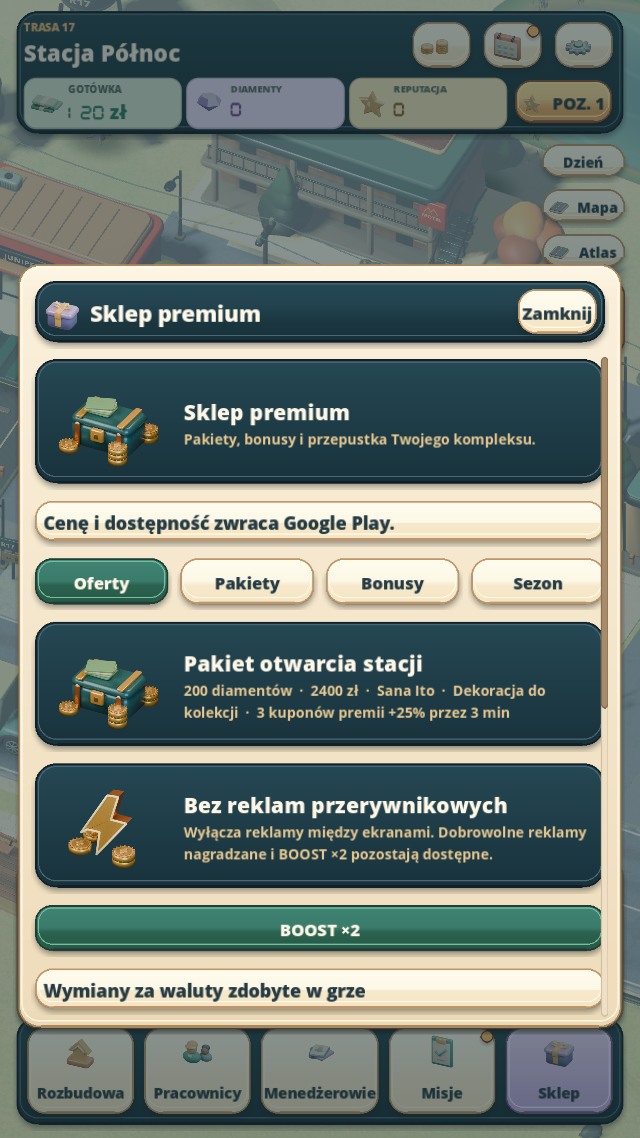 TRASA 17
Stacja Północ
GOTÓWKA
120 zł
DIAMENTY
0
REPUTACJA
0
POZ. 1
Dzień
Mapa
Atlas
Sklep premium
Zamknij
Sklep premium
Pakiety, bonusy i przepustka Twojego kompleksu.
Cenę i dostępność zwraca Google Play.
Oferty
Pakiety
Bonusy
Sezon
Pakiet otwarcia stacji
200 diamentów · 2400 zł · Sana Ito · Dekoracja do
kolekcji · 3 kuponów premii +25% przez 3 min
Bez reklam przerywnikowych
Wyłącza reklamy między ekranami. Dobrowolne reklamy
nagradzane i BOOST ×2 pozostają dostępne.
BOOST ×2
Wymiany za waluty zdobyte w grze
Rozbudowa
Pracownicy
Menedżerowie
Misje
Sklep